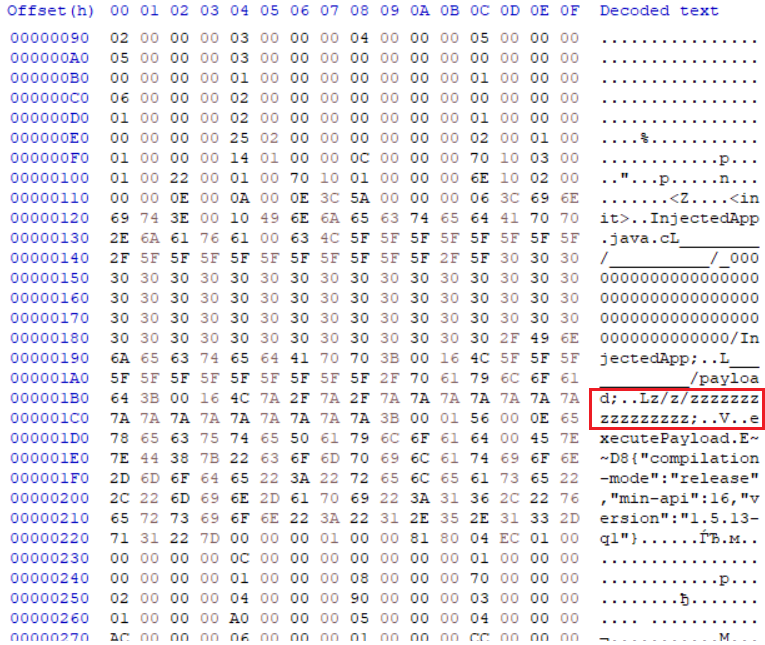 Offset(h) 00 01 02 03 04 05 06 07 08 09 0A 0B 0C 0D 0E 0F Decoded text
00000090 02 00 00 00 03 00 00 00 04 00 00 00 05 00 00 00 ................
000000A0 05 00 00 00 03 00 00 00 00 00 00 00 00 00 00 00 ................
000000B0 00 00 00 00 01 00 00 00 00 00 00 00 01 00 00 00 ................
000000C0 06 00 00 00 02 00 00 00 00 00 00 00 00 00 00 00 ................
000000D0 01 00 00 00 02 00 00 00 00 00 00 00 01 00 00 00 ................
000000E0 00 00 00 00 25 02 00 00 00 00 00 00 02 00 01 00 ....%...........
000000F0 01 00 00 00 14 01 00 00 0C 00 00 00 70 10 03 00 ............p...
00000100 01 00 22 00 01 00 70 10 01 00 00 00 6E 10 02 00 .."...p.....n...
00000110 00 00 0E 00 0A 00 0E 3C 5A 00 00 00 06 3C 69 6E .......<Z....<in
00000120 69 74 3E 00 10 49 6E 6A 65 63 74 65 64 41 70 70 it>..InjectedApp
00000130 2E 6A 61 76 61 00 63 4C 5F 5F 5F 5F 5F 5F 5F 5F .java.cL________
00000140 2F 5F 5F 5F 5F 5F 5F 5F 5F 5F 5F 2F 5F 30 30 30 /__________/_000
00000150 30 30 30 30 30 30 30 30 30 30 30 30 30 30 30 30 0000000000000000
00000160 30 30 30 30 30 30 30 30 30 30 30 30 30 30 30 30 0000000000000000
00000170 30 30 30 30 30 30 30 30 30 30 30 30 30 30 30 30 0000000000000000
00000180 30 30 30 30 30 30 30 30 30 30 30 30 30 2F 49 6E 0000000000000/In
00000190 6A 65 63 74 65 64 41 70 70 3B 00 16 4C 5F 5F 5F jectedApp;..L___
000001A0 5F 5F 5F 5F 5F 5F 5F 5F 5F 2F 70 61 79 6C 6F 61 _________/payloa
000001B0 64 3B 00 16 4C 7A 2F 7A 2F 7A 7A 7A 7A 7A 7A 7A d;..Lz/z/zzzzzzz
000001C0 7A 7A 7A 7A 7A 7A 7A 7A 7A 3B 00 01 56 00 0E 65 zzzzzzzzz;..V..e
000001D0 78 65 63 75 74 65 50 61 79 6C 6F 61 64 00 45 7E xecutePayload.E~
000001E0 7E 44 38 7B 22 63 6F 6D 70 69 6C 61 74 69 6F 6E ~D8{"compilation
000001F0 2D 6D 6F 64 65 22 3A 22 72 65 6C 65 61 73 65 22 -mode":"release"
00000200 2C 22 6D 69 6E 2D 61 70 69 22 3A 31 36 2C 22 76 ,"min-api":16,"v
00000210 65 72 73 69 6F 6E 22 3A 22 31 2E 35 2E 31 33 2D ersion":"1.5.13-
00000220 71 31 22 7D 00 00 00 01 00 00 81 80 04 EC 01 00 q1"}......ЃЂ.м..
00000230 00 00 00 00 0C 00 00 00 00 00 00 00 01 00 00 00 ................
00000240 00 00 00 00 01 00 00 00 08 00 00 00 70 00 00 00 ............p...
00000250 02 00 00 00 04 00 00 00 90 00 00 00 03 00 00 00 ........ђ.......
00000260 01 00 00 00 A0 00 00 00 05 00 00 00 04 00 00 00 .... ...........
00000270 AC 00 00 00 06 00 00 00 01 00 00 00 CC 00 00 00 ¬...........М...